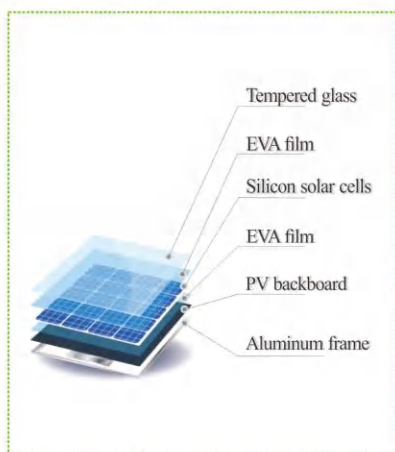 Tempered glass
EVA film
Silicon solar cells
EVA film
PV backboard
Aluminum frame